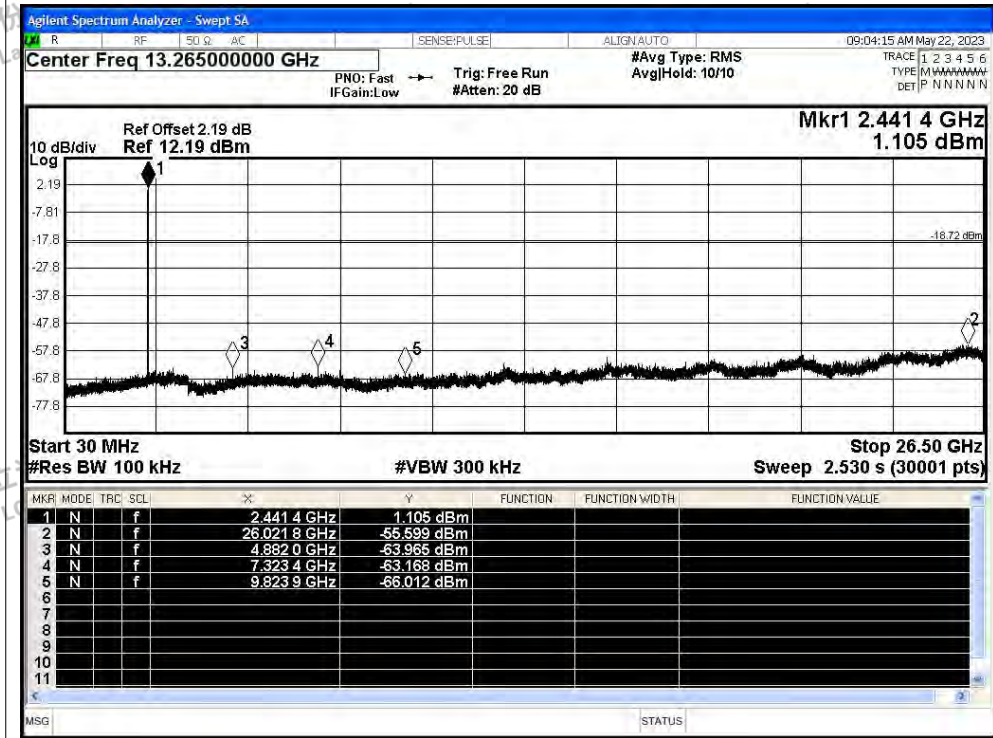 Agilent Spectrum Analyzer - Swept SA
R RF 50 Ω AC SENSE:PULSE ALIGN AUTO 09:04:15 AM May 22, 2023
Center Freq 13.265000000 GHz
PNO: Fast
IFGain:Low
Trig: Free Run
#Atten: 20 dB
#Avg Type: RMS
Avg|Hold: 10/10
TRACE 1 2 3 4 5 6
TYPE M
DET P N N N N N
Ref Offset 2.19 dB
10 dB/div Ref 12.19 dBm
Log
Mkr1 2.441 4 GHz
1.105 dBm
1
2.19
-7.81
-17.8
-18.72 dBm
-27.8
-37.8
-47.8
2
3
4
5
-57.8
-67.8
-77.8
Start 30 MHz Stop 26.50 GHz
#Res BW 100 kHz #VBW 300 kHz Sweep 2.530 s (30001 pts)
MKR MODE TRC SCL X Y FUNCTION FUNCTION WIDTH FUNCTION VALUE
1 N f 2.441 4 GHz 1.105 dBm
2 N f 26.021 8 GHz -55.599 dBm
3 N f 4.882 0 GHz -63.965 dBm
4 N f 7.323 4 GHz -63.168 dBm
5 N f 9.823 9 GHz -66.012 dBm
6
7
8
9
10
11
MSG STATUS